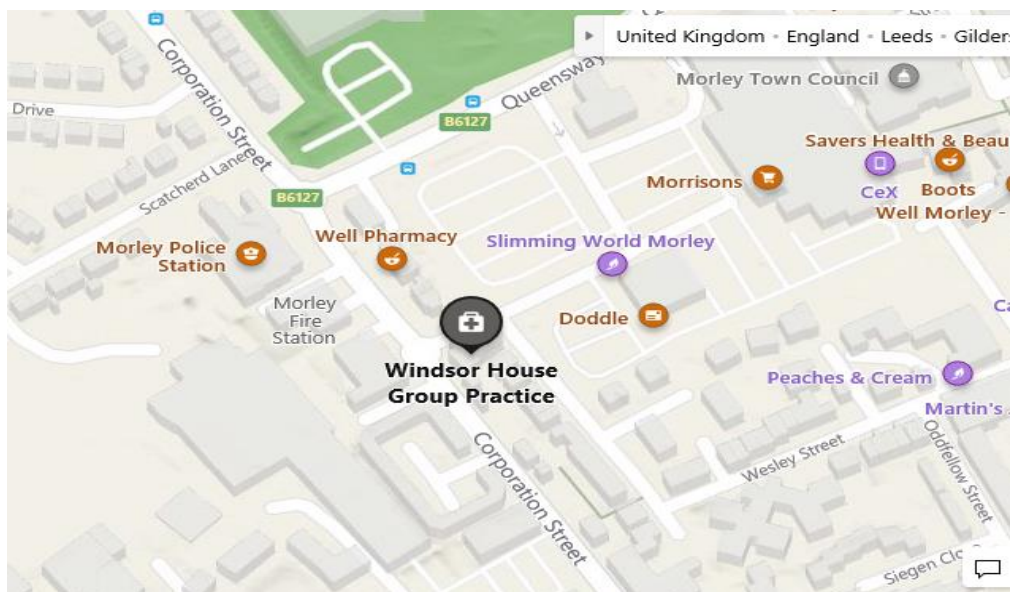 United Kingdom • England • Leeds • Gilders
Corporation Street
Queensway
Morley Town Council
Drive
B6127
Savers Health & Beau
Scatcherd Lane
Morrisons
CeX
Boots
B6127
Well Morley -
Well Pharmacy
Slimming World Morley
Morley Police
Station
Morley
Fire
Station
Doddle
Windsor House
Group Practice
Peaches & Cream
Martin's
Corporation Street
Wesley Street
Oddfellow Street
Siegen Clo